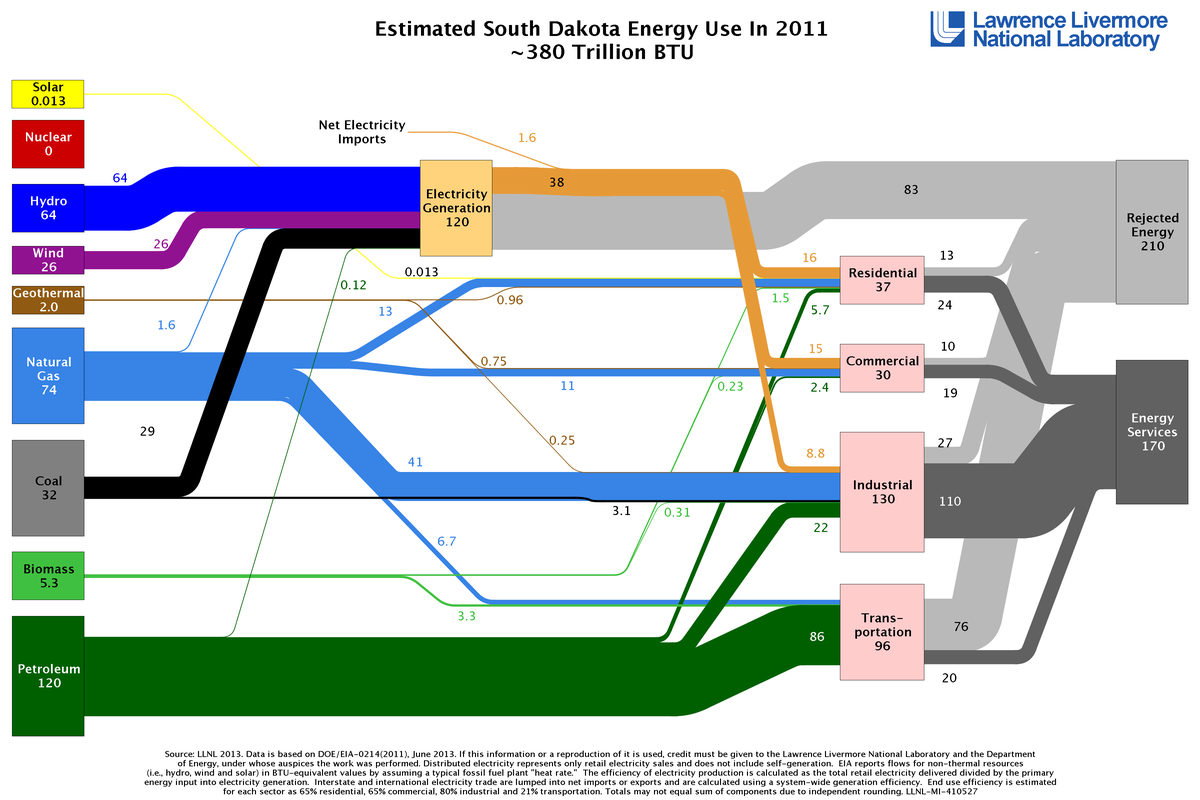 Estimated South Dakota Energy Use In 2011
~380 Trillion BTU
Lawrence Livermore
National Laboratory
Solar
0.013
Nuclear
0
Hydro
64
Wind
26
Geothermal
2.0
Natural
Gas
74
Coal
32
Biomass
5.3
Petroleum
120
Net Electricity
Imports
1.6
64
26
1.6
29
0.12
Electricity
Generation
120
38
83
0.013
13
0.96
0.75
11
0.25
41
3.1
6.7
3.3
16
1.5
5.7
15
0.23
2.4
8.8
0.31
22
86
Residential
37
Commercial
30
Industrial
130
Trans-
portation
96
13
24
10
19
27
110
76
20
Rejected
Energy
210
Energy
Services
170
Source: LLNL 2013. Data is based on DOE/EIA-0214(2011), June 2013. If this information or a reproduction of it is used, credit must be given to the Lawrence Livermore National Laboratory and the Department
of Energy, under whose auspices the work was performed. Distributed electricity represents only retail electricity sales and does not include self-generation. EIA reports flows for non-thermal resources
(i.e., hydro, wind and solar) in BTU-equivalent values by assuming a typical fossil fuel plant "heat rate." The efficiency of electricity production is calculated as the total retail electricity delivered divided by the primary
energy input into electricity generation. Interstate and international electricity trade are lumped into net imports or exports and are calculated using a system-wide generation efficiency. End use efficiency is estimated
for each sector as 65% residential, 65% commercial, 80% industrial and 21% transportation. Totals may not equal sum of components due to independent rounding. LLNL-MI-410527